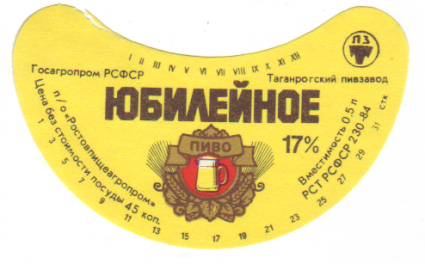 I II III IV V VI VII VIII IX X XI XII
ПЗ
Госагропром РСФСР
Таганрогский пивзавод
ЮБИЛЕЙНОЕ
п/о «Ростоблпищеагропром»
Цена без стоимости посуды 45 коп.
ПИВО
17%
Вместимость 0,5 л
РСТ РСФСР 230-84
1 3 5 7 9 11 13 15 17 19 21 23 25 27 29 31 стк